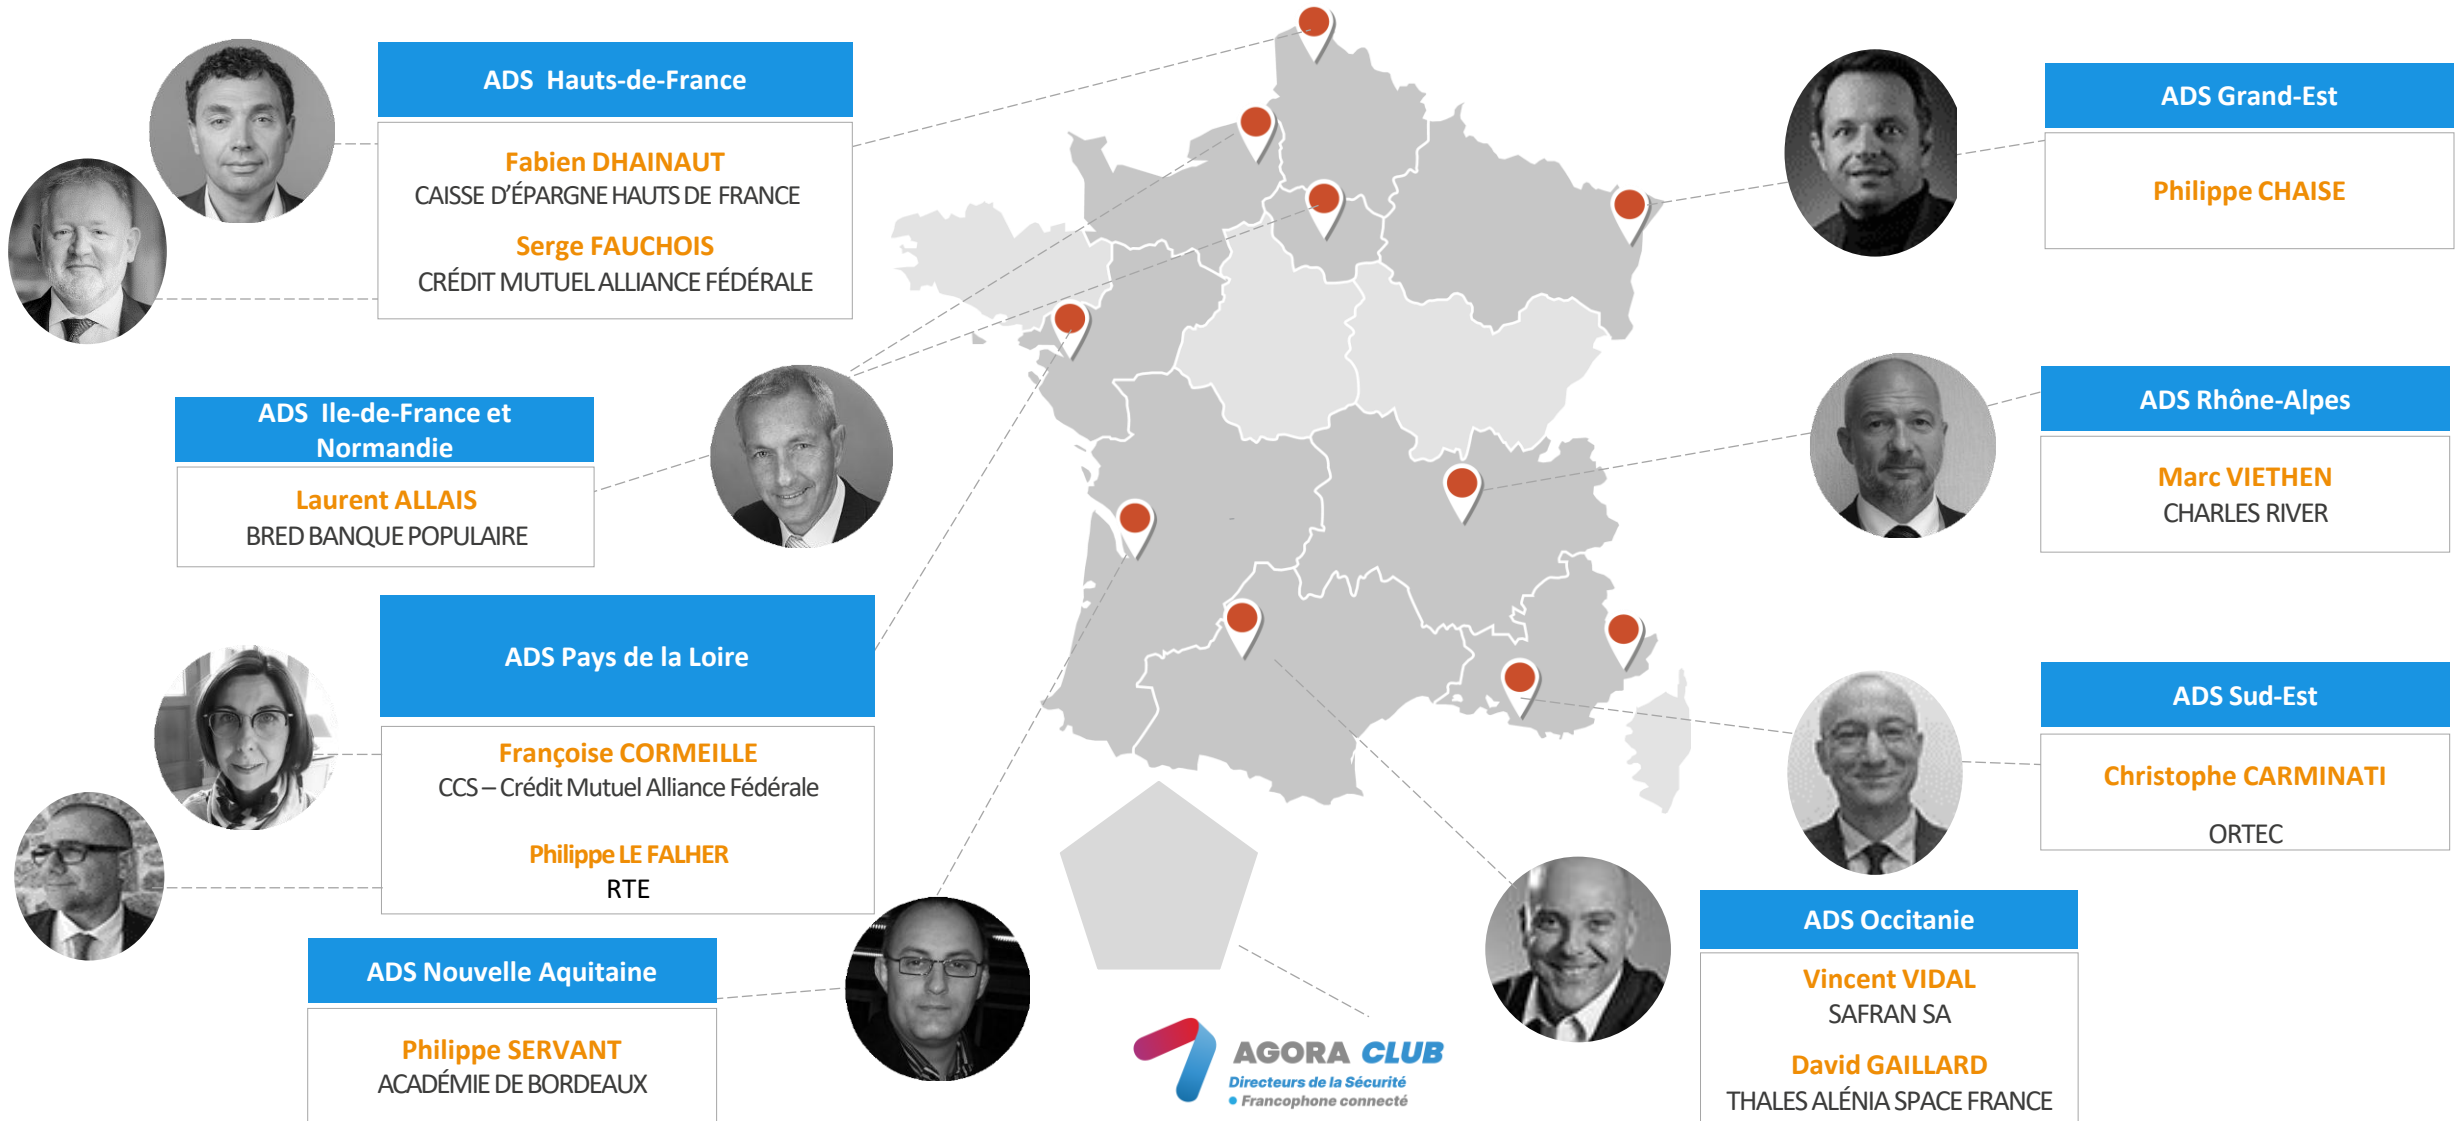 ADS Hauts-de-France
Fabien DHAINAUT
CAISSE D'ÉPARGNE HAUTS DE FRANCE
Serge FAUCHOIS
CRÉDIT MUTUEL ALLIANCE FÉDÉRALE
ADS Grand-Est
Philippe CHAISE
ADS Ile-de-France et
Normandie
Laurent ALLAIS
BRED BANQUE POPULAIRE
ADS Rhône-Alpes
Marc VIETHEN
CHARLES RIVER
ADS Pays de la Loire
Françoise CORMEILLE
CCS – Crédit Mutuel Alliance Fédérale
Philippe LE FALHER
RTE
ADS Sud-Est
Christophe CARMINATI
ORTEC
ADS Nouvelle Aquitaine
Philippe SERVANT
ACADÉMIE DE BORDEAUX
AGORA CLUB
Directeurs de la Sécurité
• Francophone connecté
ADS Occitanie
Vincent VIDAL
SAFRAN SA
David GAILLARD
THALES ALÉNIA SPACE FRANCE